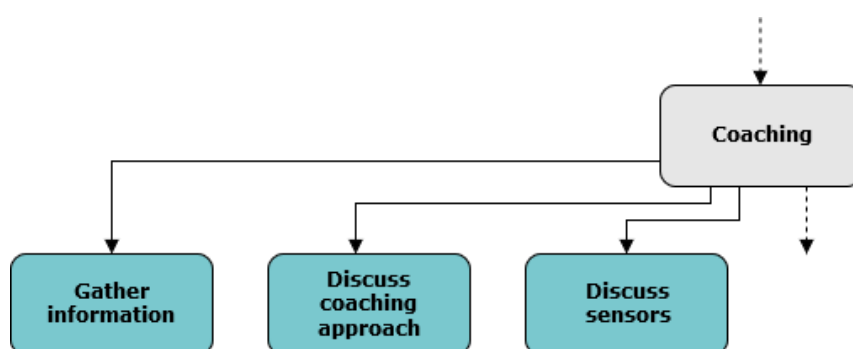 Coaching
Gather
information
Discuss
coaching
approach
Discuss
sensors